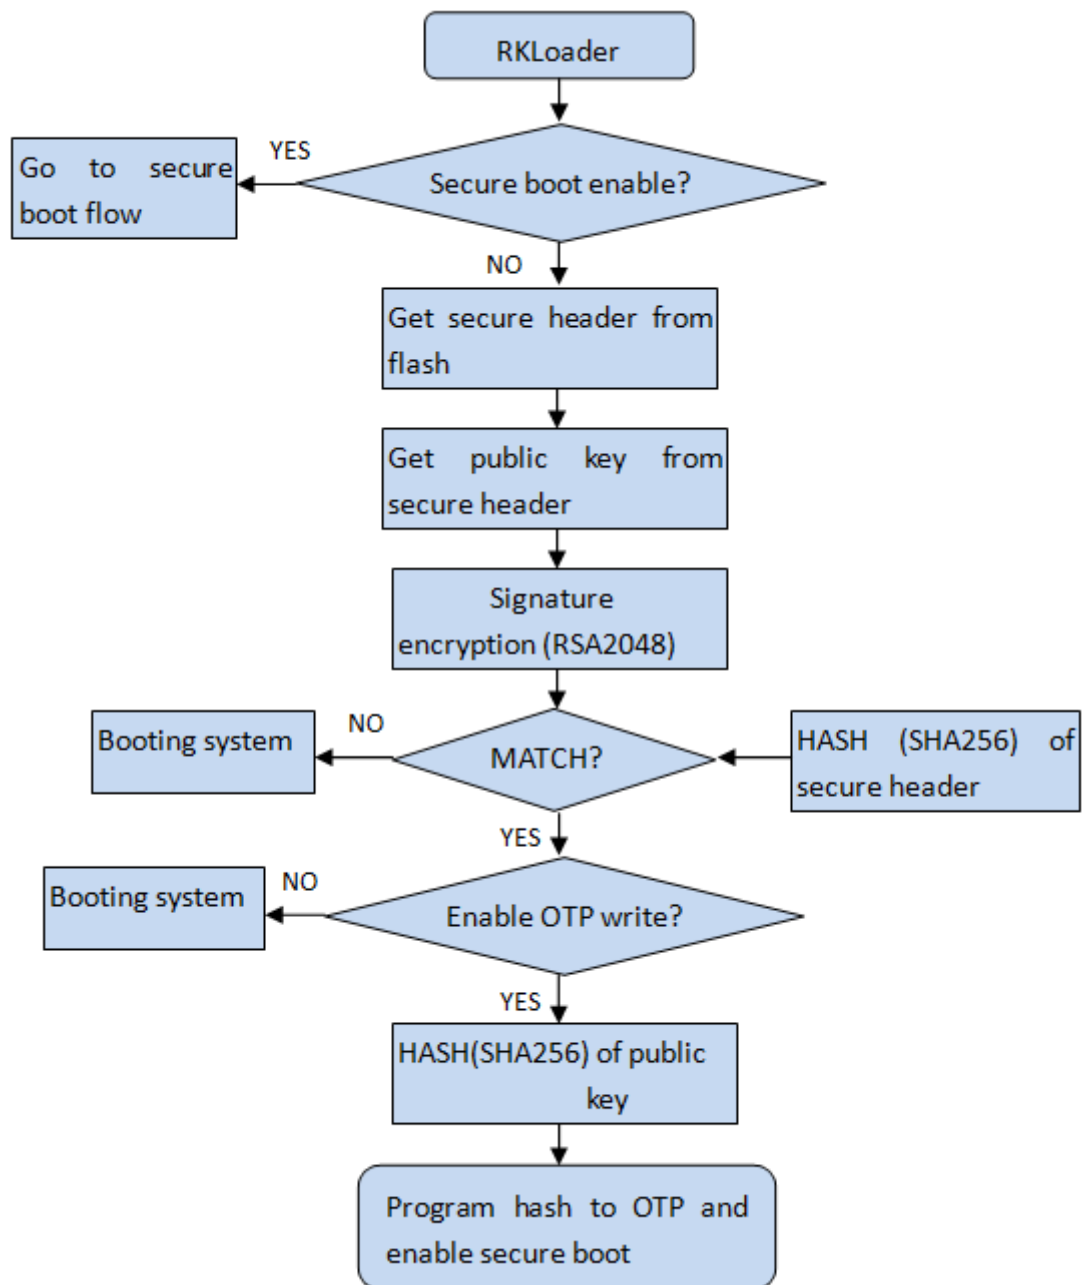 RKLoader
YES
Go to secure
boot flow
Secure boot enable?
NO
Get secure header from
flash
Get public key from
secure header
Signature
encryption (RSA2048)
NO
Booting system
MATCH?
HASH (SHA256) of
secure header
YES
NO
Booting system
Enable OTP write?
YES
HASH(SHA256) of public
key
Program hash to OTP and
enable secure boot